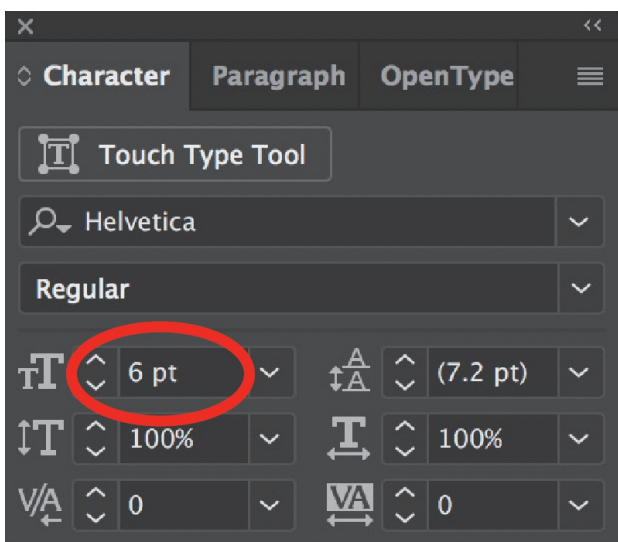 Character Paragraph OpenType
Touch Type Tool
Helvetica
Regular
6 pt (7.2 pt)
100% 100%
0 0